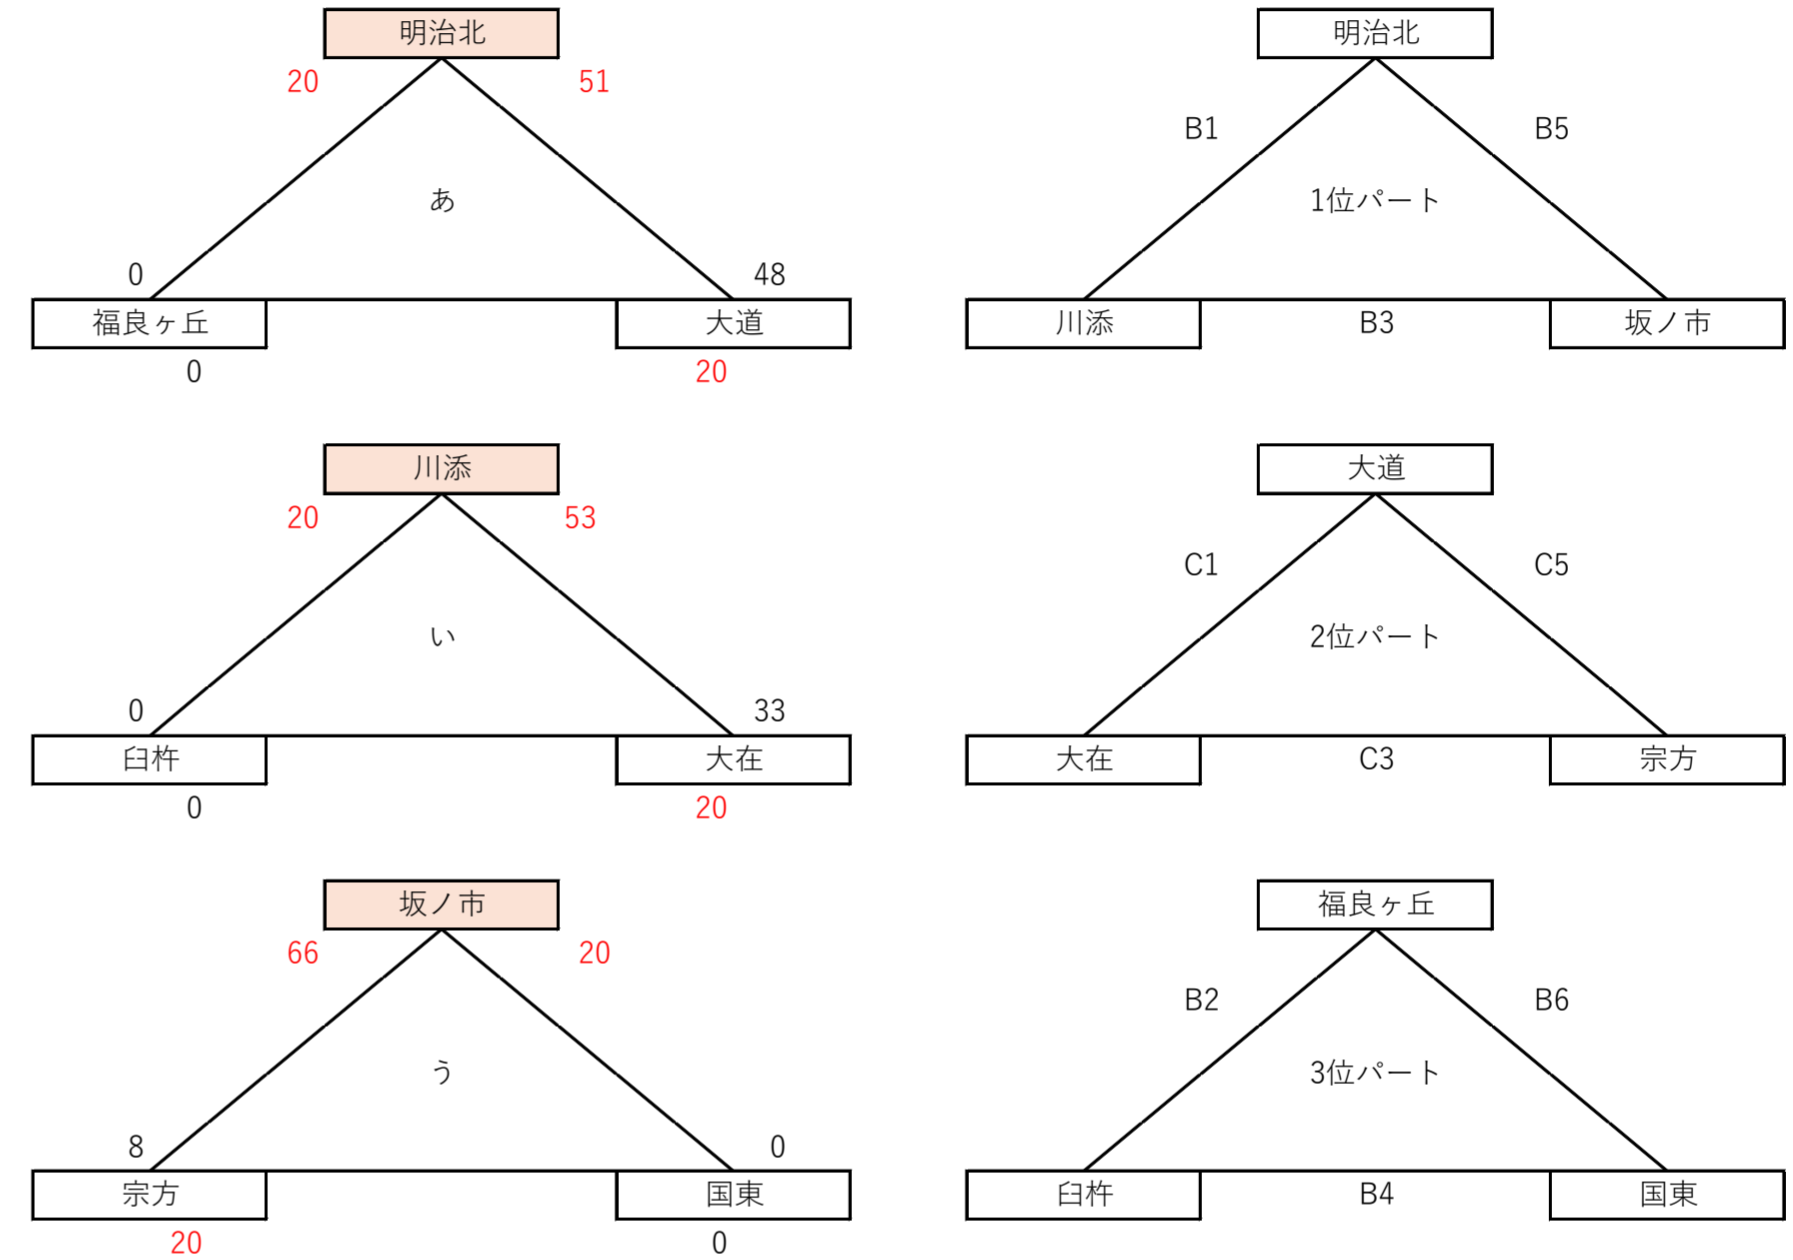 明治北
20 51
あ
0 48
福良ヶ丘 大道
0 20
川添
20 53
い
0 33
臼杵 大在
0 20
坂ノ市
66 20
う
8 0
宗方 国東
20 0
明治北
B1 B5
1位パート
川添 B3 坂ノ市
大道
C1 C5
2位パート
大在 C3 宗方
福良ヶ丘
B2 B6
3位パート
臼杵 B4 国東